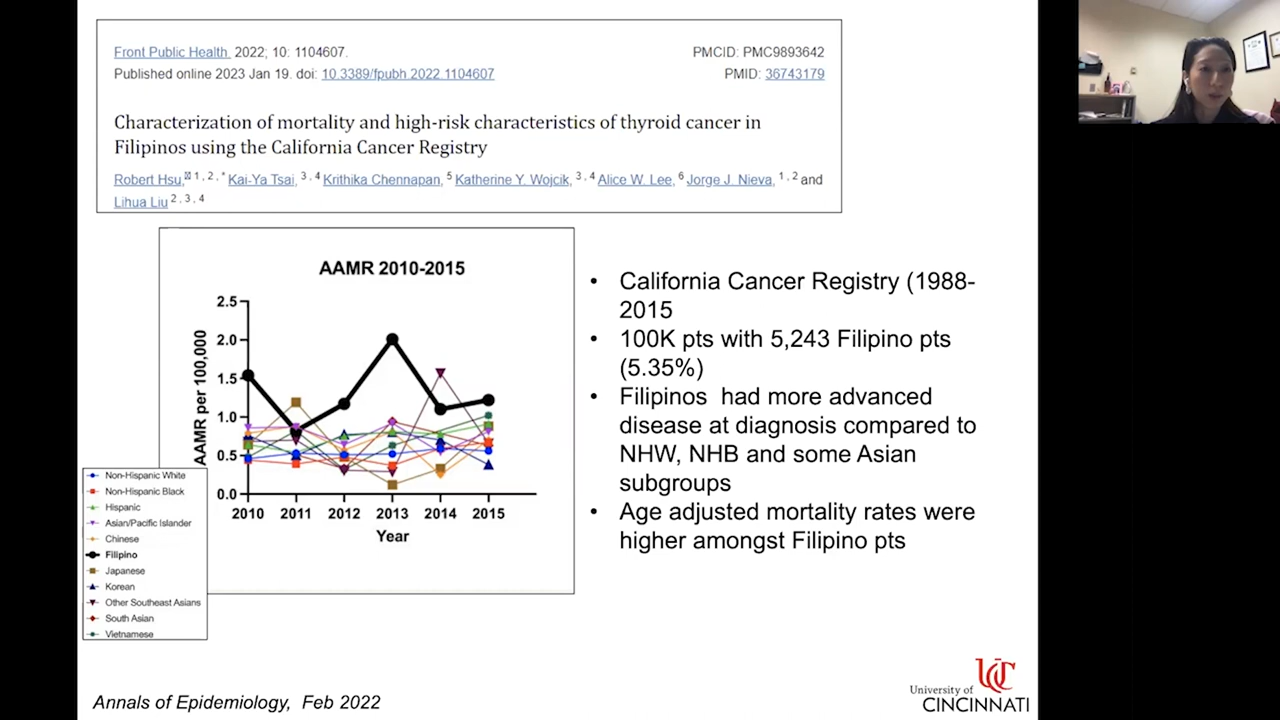 Front Public Health. 2022; 10: 1104607.
PMCID: PMC9893642
Published online 2023 Jan 19. doi: 10.3389/fpubh.2022.1104607
PMID: 36743179
Characterization of mortality and high-risk characteristics of thyroid cancer in
Filipinos using the California Cancer Registry
Robert Hsu, 1, 2, * Kai-Ya Tsai, 3, 4 Krithika Chennapan, 5 Katherine Y. Wojcik, 3, 4 Alice W. Lee, 6 Jorge J. Nieva, 1, 2 and
Lihua Liu 2, 3, 4
AAMR 2010-2015
2.5
2.0
1.5
1.0
0.5
0.0
AAMR per 100,000
2010 2011 2012 2013 2014 2015
Year
Non-Hispanic White
Non-Hispanic Black
Hispanic
Asian/Pacific Islander
Chinese
Filipino
Japanese
Korean
Other Southeast Asians
South Asian
Vietnamese
• California Cancer Registry (1988-
2015
• 100K pts with 5,243 Filipino pts
(5.35%)
• Filipinos had more advanced
disease at diagnosis compared to
NHW, NHB and some Asian
subgroups
• Age adjusted mortality rates were
higher amongst Filipino pts
Annals of Epidemiology, Feb 2022
UC
University of
CINCINNATI